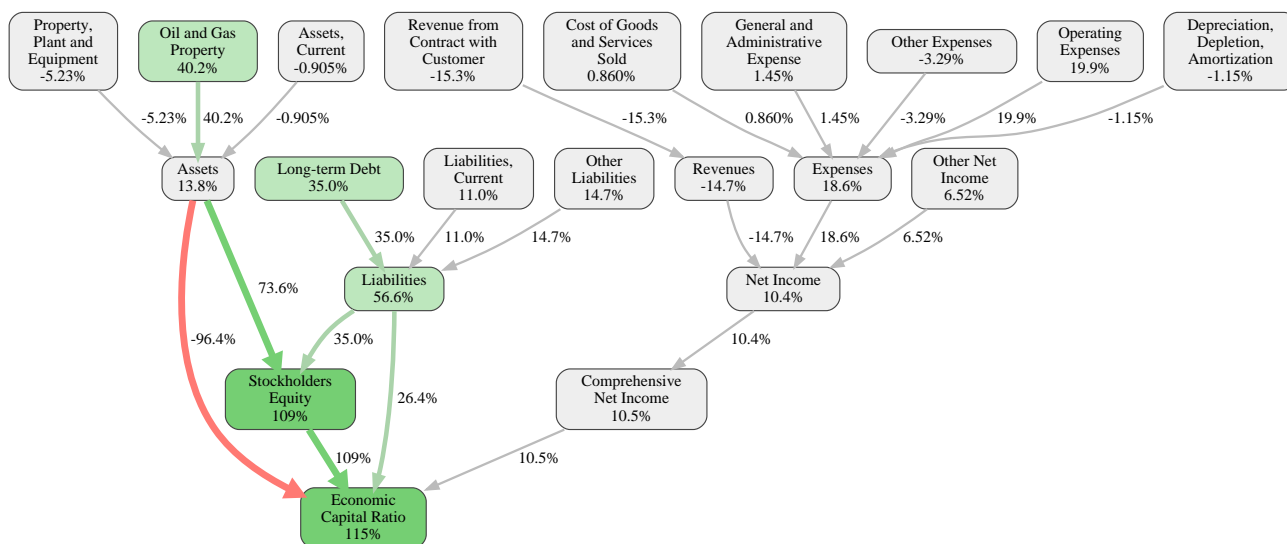 Property,
Plant and
Equipment
-5.23%
Oil and Gas
Property
40.2%
Assets,
Current
-0.905%
Revenue from
Contract with
Customer
-15.3%
Cost of Goods
and Services
Sold
0.860%
General and
Administrative
Expense
1.45%
Other Expenses
-3.29%
Operating
Expenses
19.9%
Depreciation,
Depletion,
Amortization
-1.15%
-5.23%
40.2%
-0.905%
-15.3%
0.860%
1.45%
-3.29%
19.9%
-1.15%
Assets
13.8%
Long-term Debt
35.0%
Liabilities,
Current
11.0%
Other
Liabilities
14.7%
Revenues
-14.7%
Expenses
18.6%
Other Net
Income
6.52%
35.0%
11.0%
14.7%
-14.7%
18.6%
6.52%
73.6%
Liabilities
56.6%
Net Income
10.4%
-96.4%
35.0%
10.4%
Stockholders
Equity
109%
26.4%
Comprehensive
Net Income
10.5%
109%
10.5%
Economic
Capital Ratio
115%